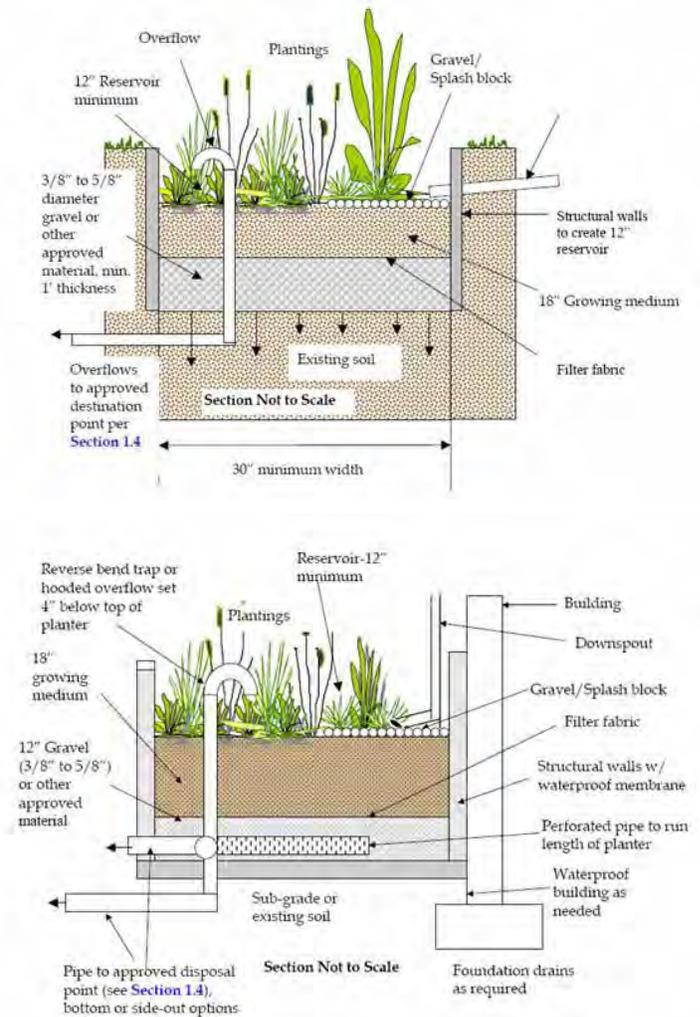 Overflow
Plantings
Gravel/
Splash block
12" Reservoir
minimum
3/8" to 5/8"
diameter
gravel or
other
approved
material, min.
1' thickness
Structural walls
to create 12"
reservoir
18" Growing medium
Existing soil
Filter fabric
Overflows
to approved
destination
point per
Section 1.4
Section Not to Scale
30" minimum width
Reverse bend trap or
hooded overflow set
4" below top of
planter
Reservoir-12"
minimum
Plantings
Building
Downspout
18"
growing
medium
Gravel/Splash block
Filter fabric
12" Gravel
(3/8" to 5/8")
or other
approved
material
Structural walls w/
waterproof membrane
Perforated pipe to run
length of planter
Waterproof
building as
needed
Sub-grade or
existing soil
Pipe to approved disposal
point (see Section 1.4),
bottom or side-out options
Section Not to Scale
Foundation drains
as required